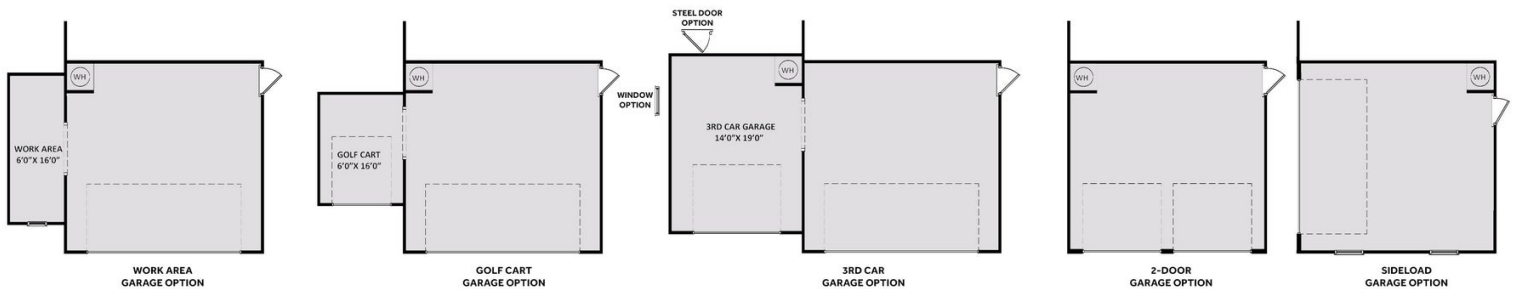 WH
WORK AREA
6'0"X 16'0"
WORK AREA
GARAGE OPTION
WH
GOLF CART
6'0"X 16'0"
GOLF CART
GARAGE OPTION
STEEL DOOR
OPTION
WINDOW
OPTION
WH
3RD CAR GARAGE
14'0"X 19'0"
3RD CAR
GARAGE OPTION
WH
2-DOOR
GARAGE OPTION
WH
SIDELOAD
GARAGE OPTION